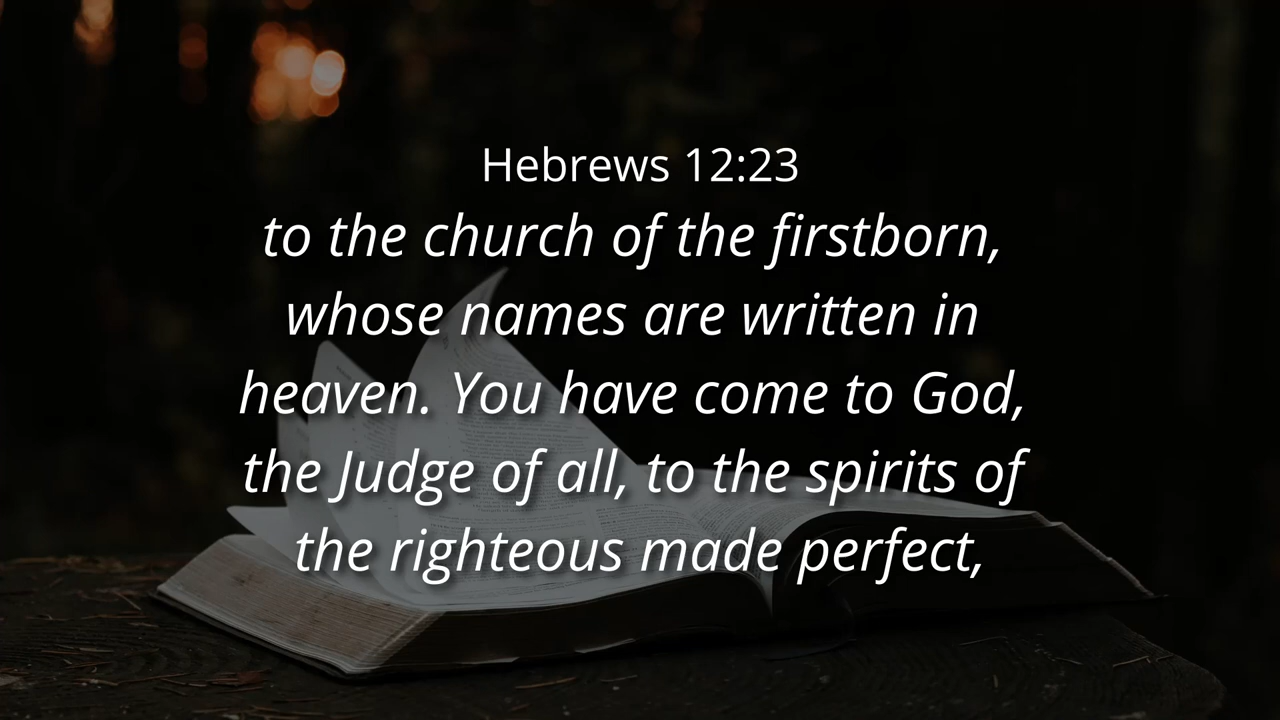 Hebrews 12:23
to the church of the firstborn,
whose names are written in
heaven. You have come to God,
the Judge of all, to the spirits of
the righteous made perfect,